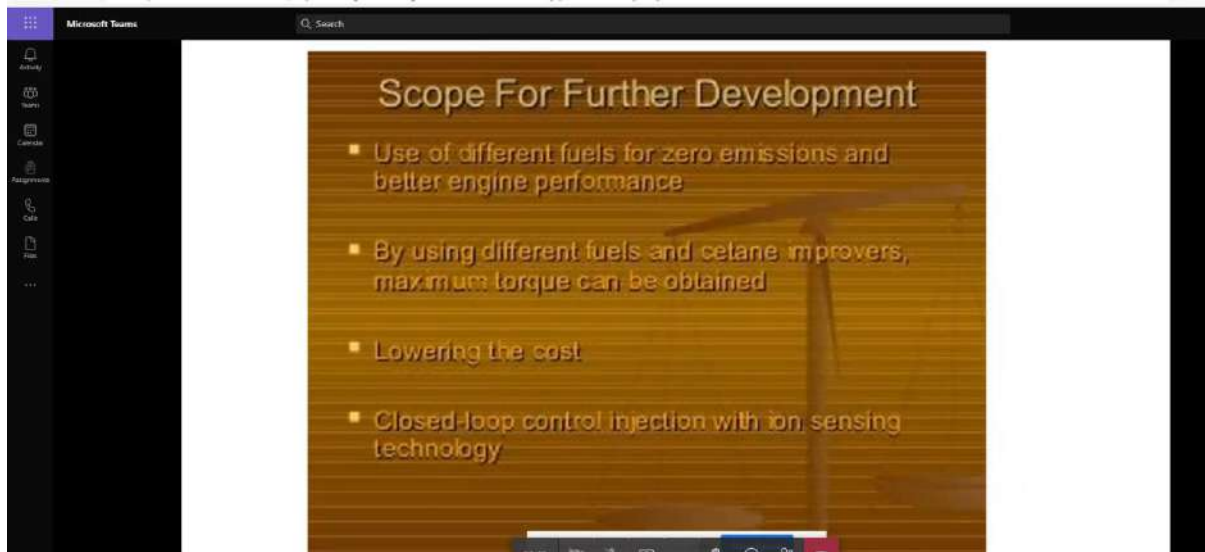 Microsoft Teams
Search
Activity
Teams
Calendar
Assignments
Calls
Files
Scope For Further Development
Use of different fuels for zero emissions and
better engine performance
By using different fuels and cetane improvers,
maximum torque can be obtained
Lowering the cost
Closed-loop control injection with ion sensing
technology